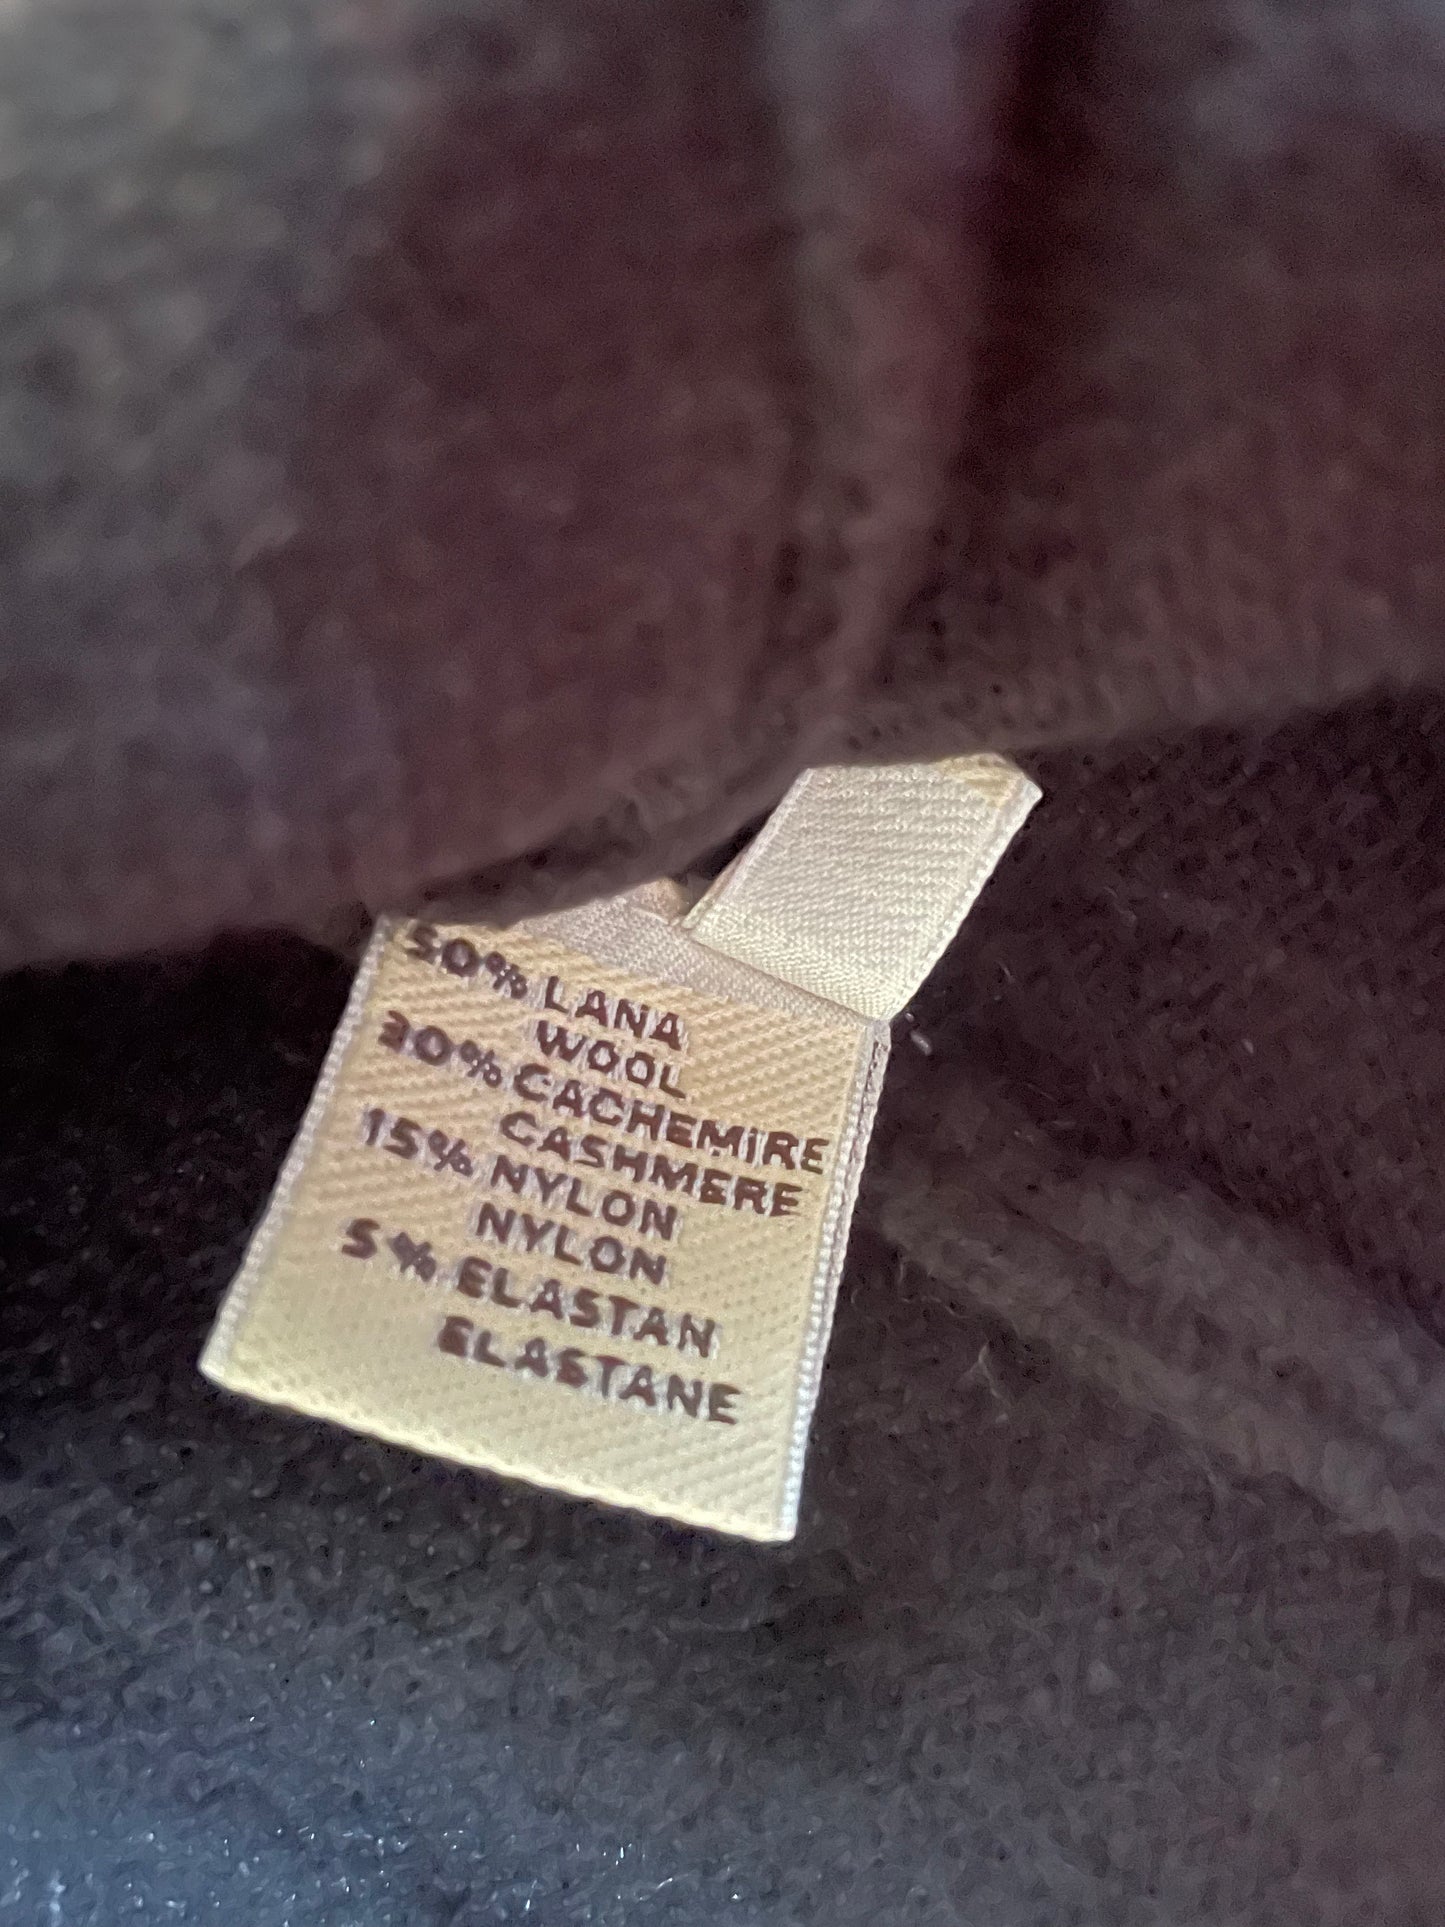 50% LANA
WOOL
30% CACHEMIRE
CASHMERE
15% NYLON
NYLON
5% ELASTAN
ELASTANE